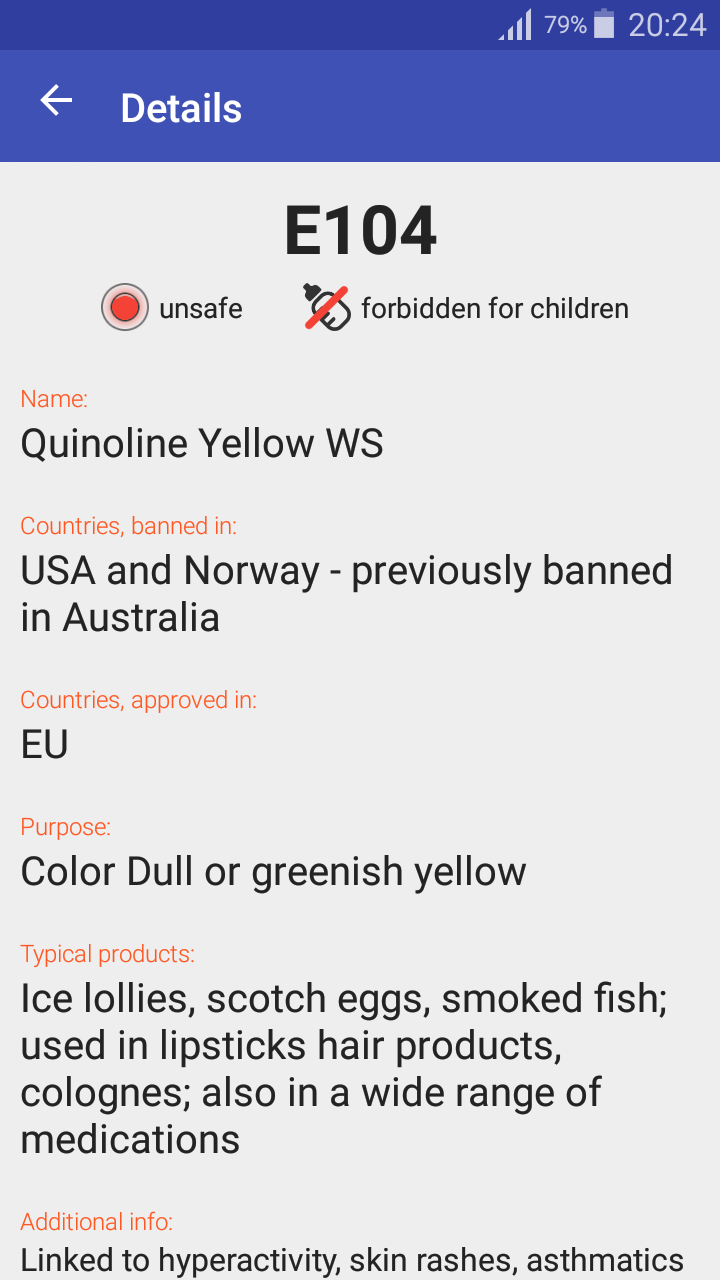 79% 20:24
Details
E104
unsafe forbidden for children
Name:
Quinoline Yellow WS
Countries, banned in:
USA and Norway - previously banned
in Australia
Countries, approved in:
EU
Purpose:
Color Dull or greenish yellow
Typical products:
Ice lollies, scotch eggs, smoked fish;
used in lipsticks hair products,
colognes; also in a wide range of
medications
Additional info:
Linked to hyperactivity, skin rashes, asthmatics